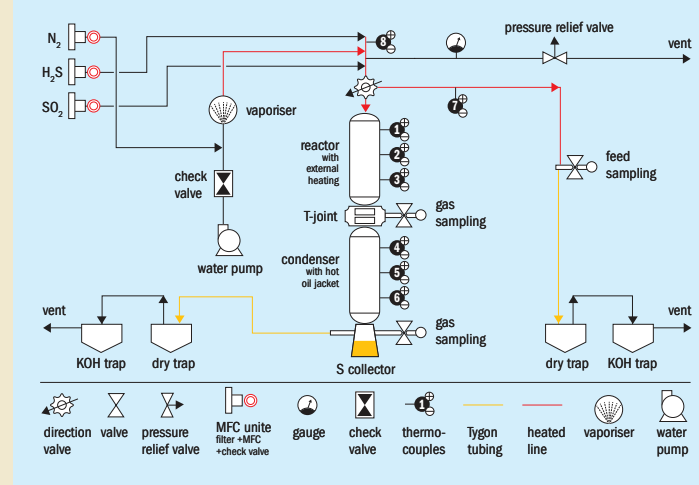 pressure relief valve
N2
8
vent
H2S
SO2
7
vaporiser
reactor
with
external
heating
1
2
3
feed
sampling
check
valve
T-joint
gas
sampling
water pump
condenser
with hot
oil jacket
4
5
6
vent
KOH trap
dry trap
gas
sampling
S collector
dry trap
KOH trap
vent
direction
valve
valve
pressure
relief valve
MFC unite
filter +MFC
+check valve
gauge
check
valve
1
thermo-
couples
Tygon
tubing
heated
line
vaporiser
water
pump